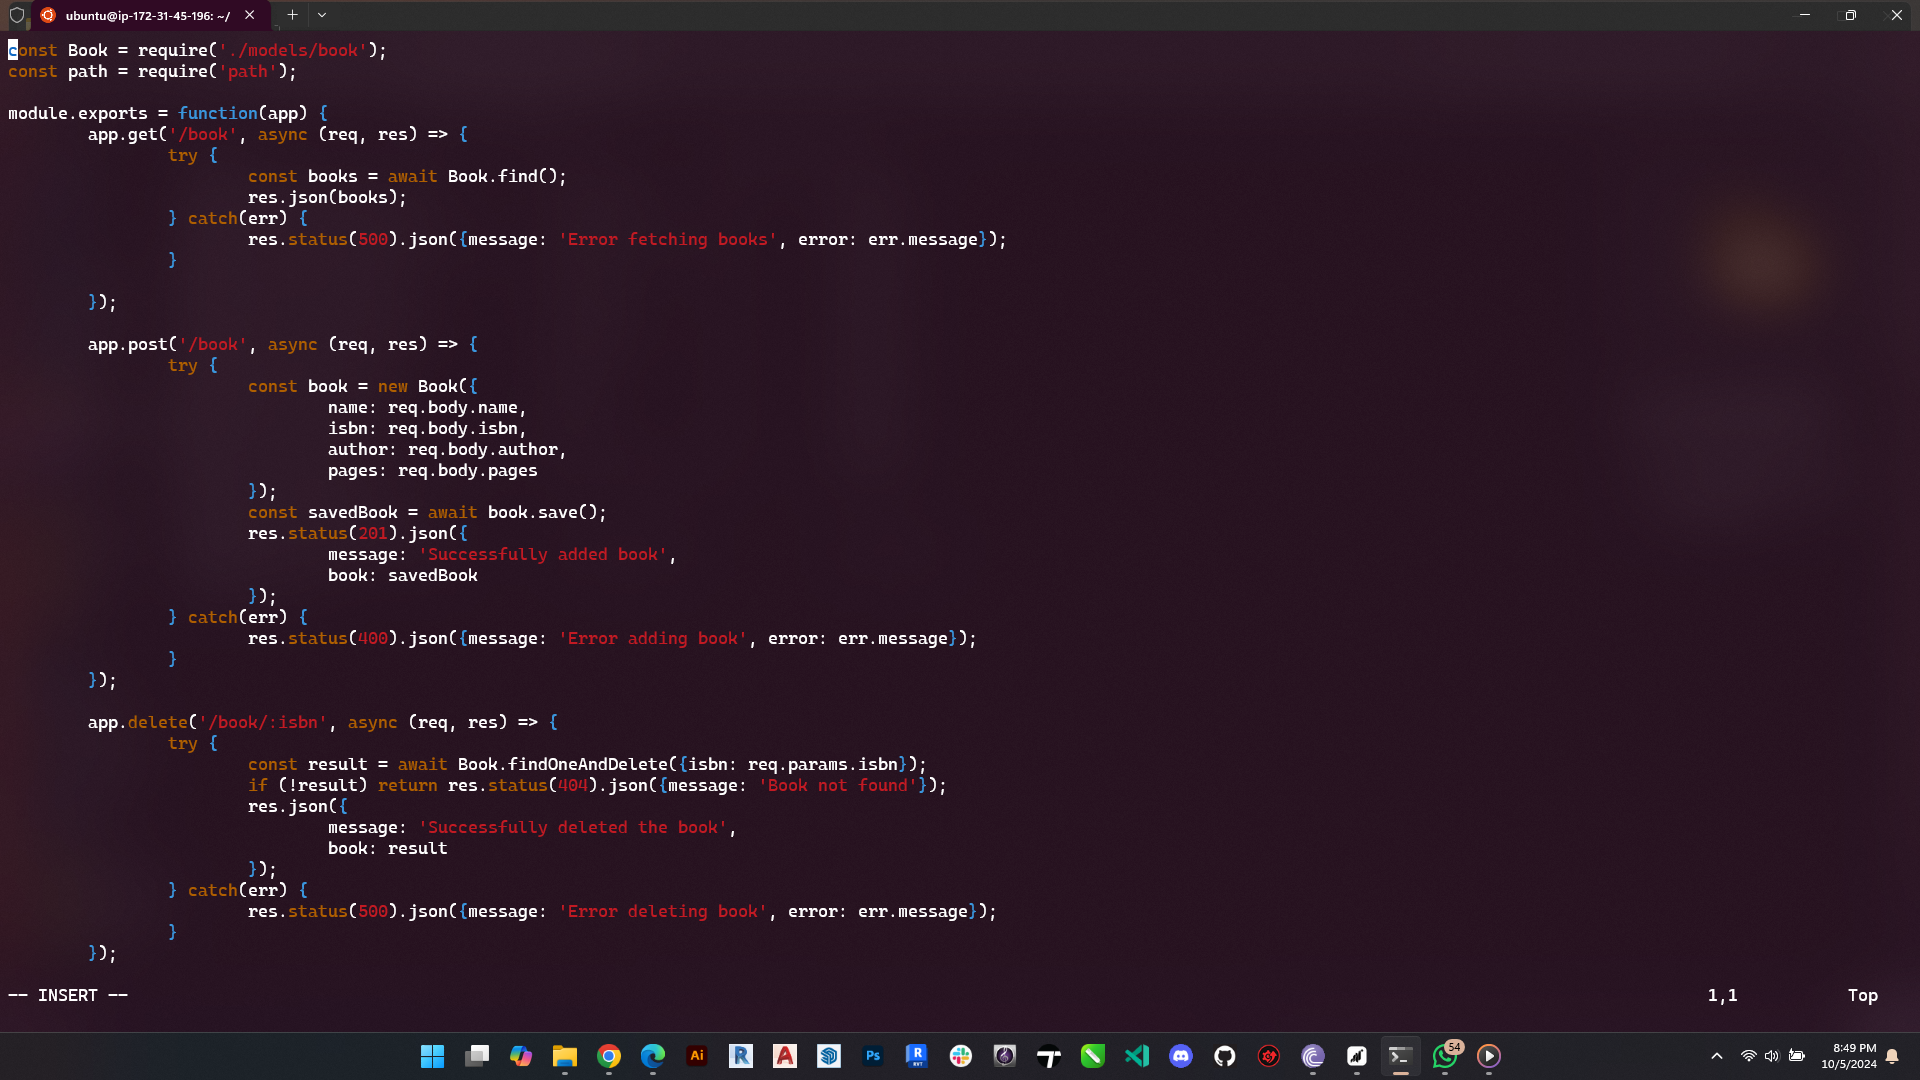 ubuntu@ip-172-31-45-196: ~/
const Book = require('./models/book');
const path = require('path');
module.exports = function(app) {
        app.get('/book', async (req, res) => {
                try {
                        const books = await Book.find();
                        res.json(books);
                } catch(err) {
                        res.status(500).json({message: 'Error fetching books', error: err.message});
                }
        });
        app.post('/book', async (req, res) => {
                try {
                        const book = new Book({
                                name: req.body.name,
                                isbn: req.body.isbn,
                                author: req.body.author,
                                pages: req.body.pages
                        });
                        const savedBook = await book.save();
                        res.status(201).json({
                                message: 'Successfully added book',
                                book: savedBook
                        });
                } catch(err) {
                        res.status(400).json({message: 'Error adding book', error: err.message});
                }
        });
        app.delete('/book/:isbn', async (req, res) => {
                try {
                        const result = await Book.findOneAndDelete({isbn: req.params.isbn});
                        if (!result) return res.status(404).json({message: 'Book not found'});
                        res.json({
                                message: 'Successfully deleted the book',
                                book: result
                        });
                } catch(err) {
                        res.status(500).json({message: 'Error deleting book', error: err.message});
                }
        });
-- INSERT -- 1,1 Top
Ai R A Ps R RVT 54
8:49 PM
10/5/2024